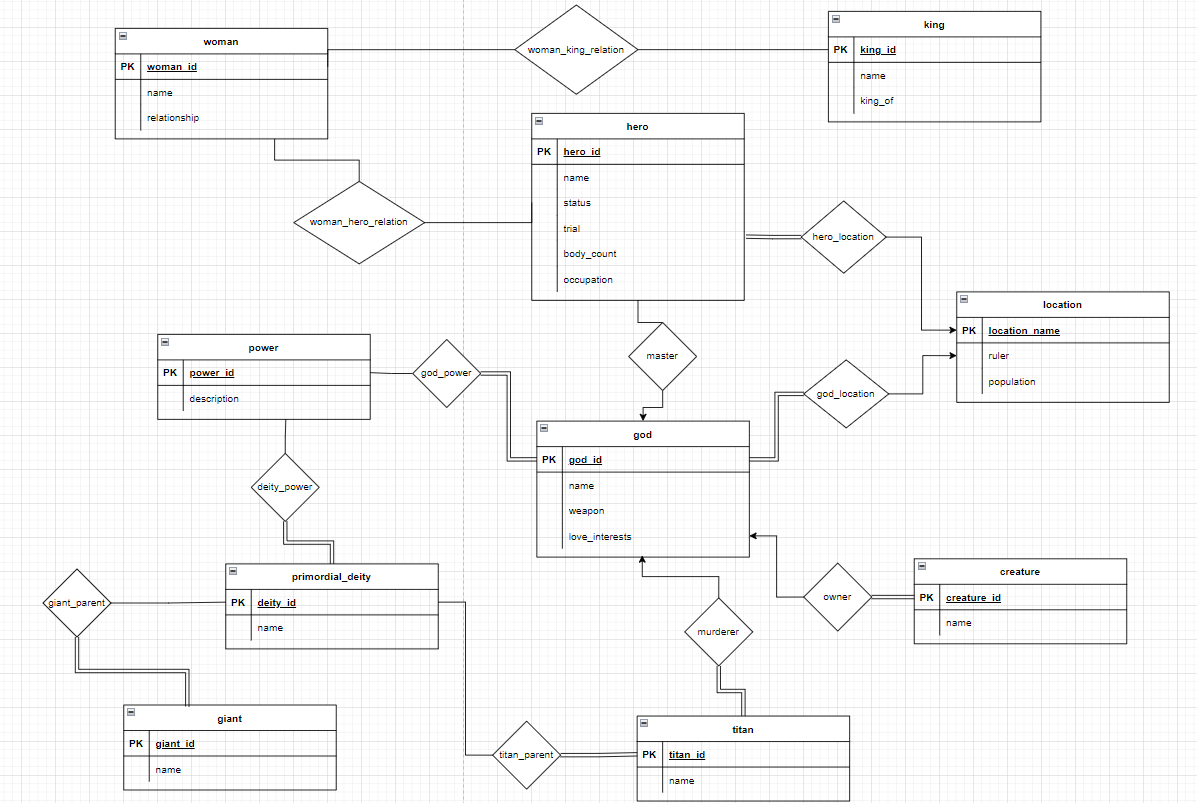 woman
PK woman_id
name
relationship
woman_king_relation
king
PK king_id
name
king_of
hero
PK hero_id
name
status
trial
body_count
occupation
woman_hero_relation
hero_location
location
PK location_name
ruler
population
power
PK power_id
description
god_power
master
god_location
god
PK god_id
name
weapon
love_interests
deity_power
primordial_deity
PK deity_id
name
giant_parent
murderer
owner
creature
PK creature_id
name
giant
PK giant_id
name
titan_parent
titan
PK titan_id
name